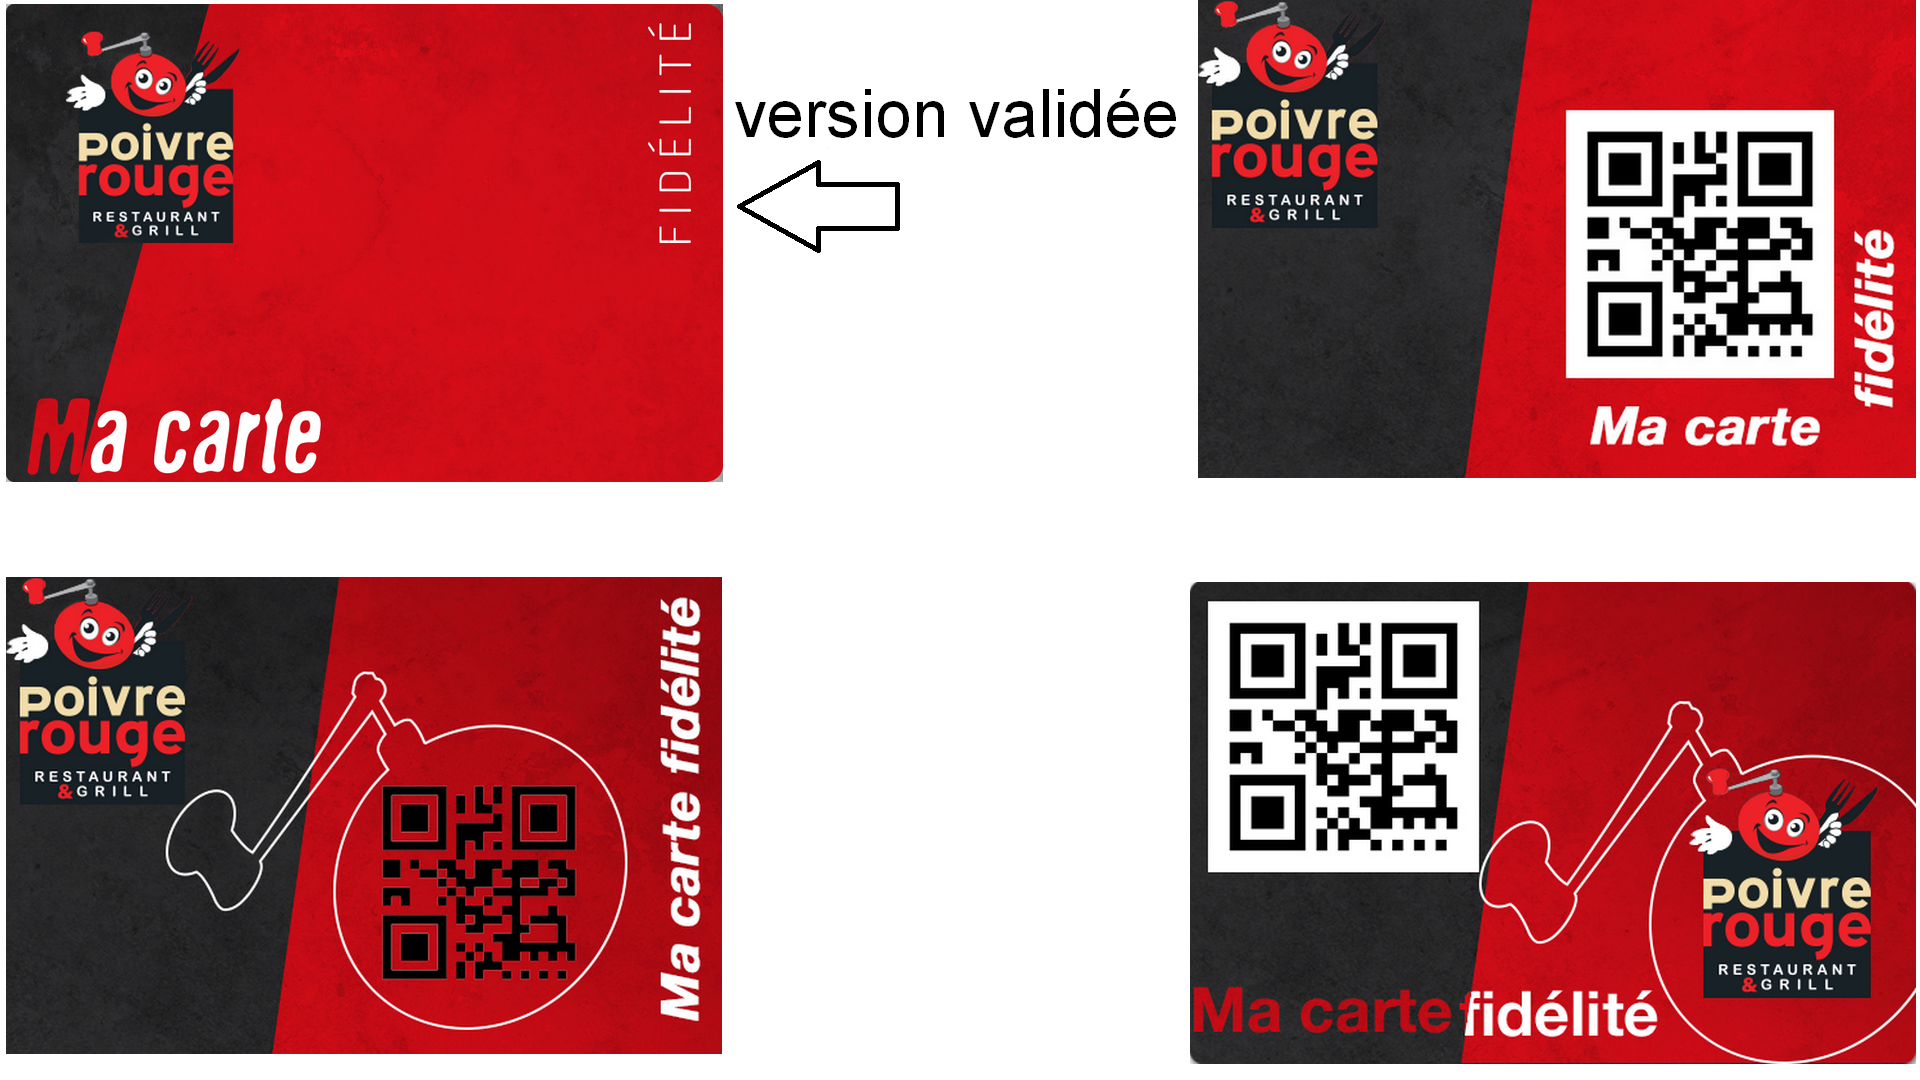 FIDÉLITÉ
poivre
rouge
RESTAURANT
&GRILL
Ma carte
version validée
poivre
rouge
RESTAURANT
&GRILL
fidélité
Ma carte
poivre
rouge
RESTAURANT
&GRILL
Ma carte fidélité
poivre
rouge
RESTAURANT
&GRILL
Ma carte fidélité